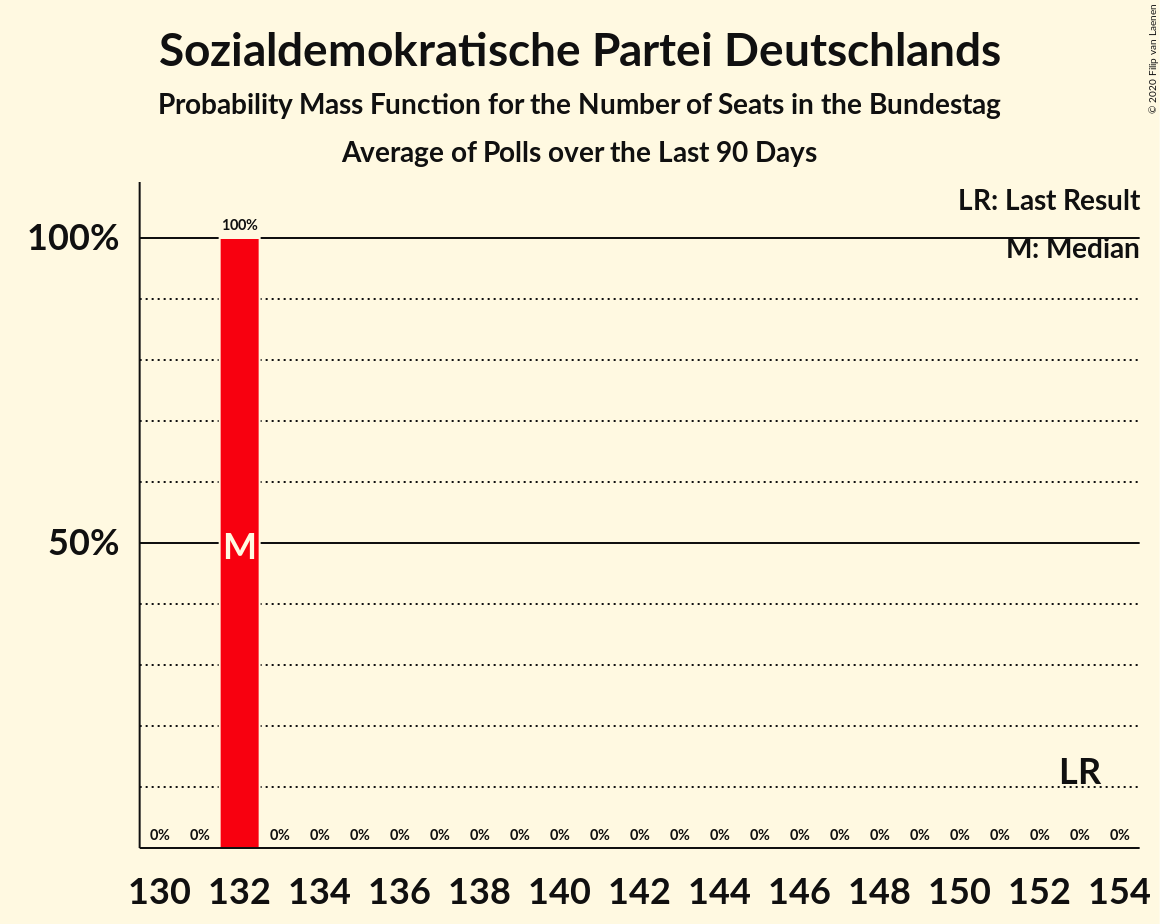 Sozialdemokratische Partei Deutschlands
Probability Mass Function for the Number of Seats in the Bundestag
Average of Polls over the Last 90 Days
© 2020 Filip van Laenen
LR: Last Result
M: Median
100%
100%
50%
M
LR
0% 0% 0% 0% 0% 0% 0% 0% 0% 0% 0% 0% 0% 0% 0% 0% 0% 0% 0% 0% 0% 0% 0% 0%
130 132 134 136 138 140 142 144 146 148 150 152 154